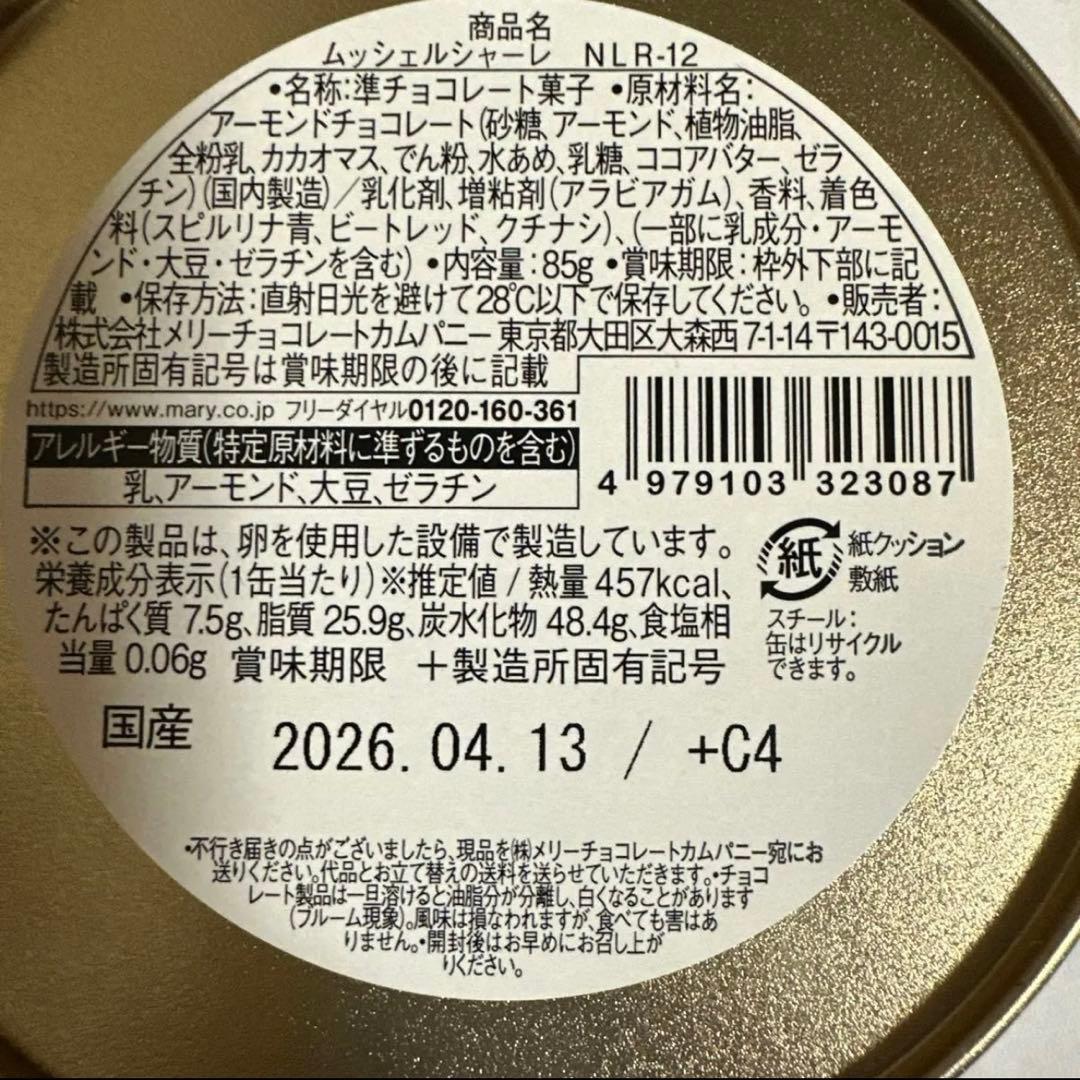 商品名
ムッシェルシャーレ NLR-12
•名称:準チョコレート菓子 •原材料名:
アーモンドチョコレート(砂糖、アーモンド、植物油脂、
全粉乳、カカオマス、でん粉、水あめ、乳糖、ココアバター、ゼラ
チン)(国内製造)/乳化剤、増粘剤(アラビアガム)、香料、着色
料(スピルリナ青、ビートレッド、クチナシ)、(一部に乳成分・アーモ
ンド・大豆・ゼラチンを含む) •内容量:85g •賞味期限:枠外下部に記
載 •保存方法:直射日光を避けて28℃以下で保存してください。 •販売者:
株式会社メリーチョコレートカムパニー 東京都大田区大森西7-1-14〒143-0015
製造所固有記号は賞味期限の後に記載
https://www.mary.co.jp フリーダイヤル0120-160-361
アレルギー物質(特定原材料に準ずるものを含む)
乳、アーモンド、大豆、ゼラチン
4 979103 323087
※この製品は、卵を使用した設備で製造しています。
栄養成分表示(1缶当たり)※推定値 / 熱量 457kcal、
たんぱく質 7.5g、脂質 25.9g、炭水化物 48.4g、食塩相
当量 0.06g 賞味期限 +製造所固有記号
紙 紙クッション
敷紙
スチール:
缶はリサイクル
できます。
国産 2026.04.13 / +C4
•不行き届きの点がございましたら、現品を㈱メリーチョコレートカムパニー宛にお
送りください。代品とお立て替えの送料を送らせていただきます。•チョコ
レート製品は一旦溶けると油脂分が分離し、白くなることがあります
(ブルーム現象)。風味は損なわれますが、食べても害はあ
りません。•開封後はお早めにお召し上が
りください。